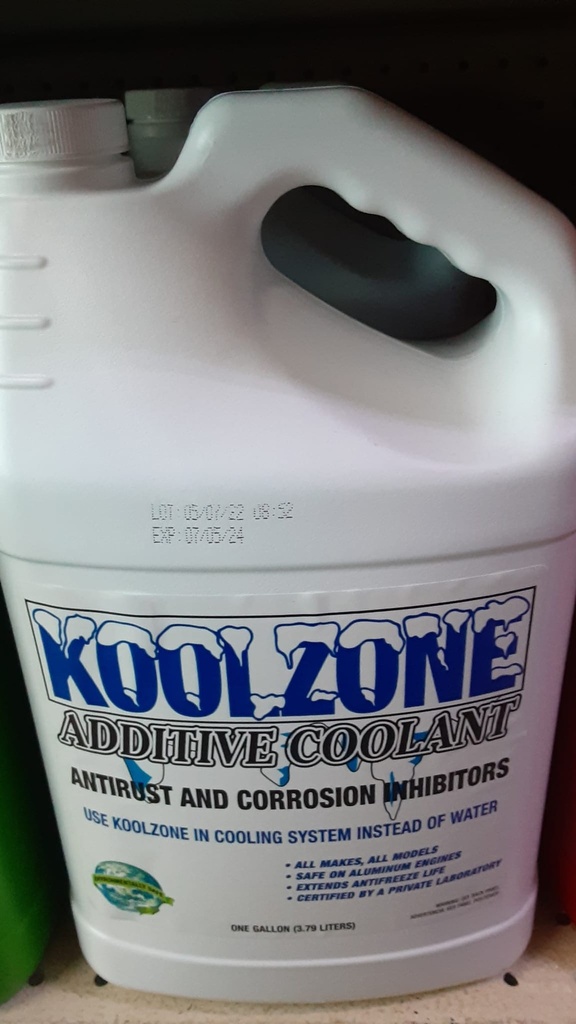 LOT:05/07/22 08:52
EXP:07/05/24
KOOLZONE
ADDITIVE COOLANT
ANTIRUST AND CORROSION INHIBITORS
USE KOOLZONE IN COOLING SYSTEM INSTEAD OF WATER
• ALL MAKES, ALL MODELS
• SAFE ON ALUMINUM ENGINES
• EXTENDS ANTIFREEZE LIFE
• CERTIFIED BY A PRIVATE LABORATORY
ONE GALLON (3.79 LITERS)